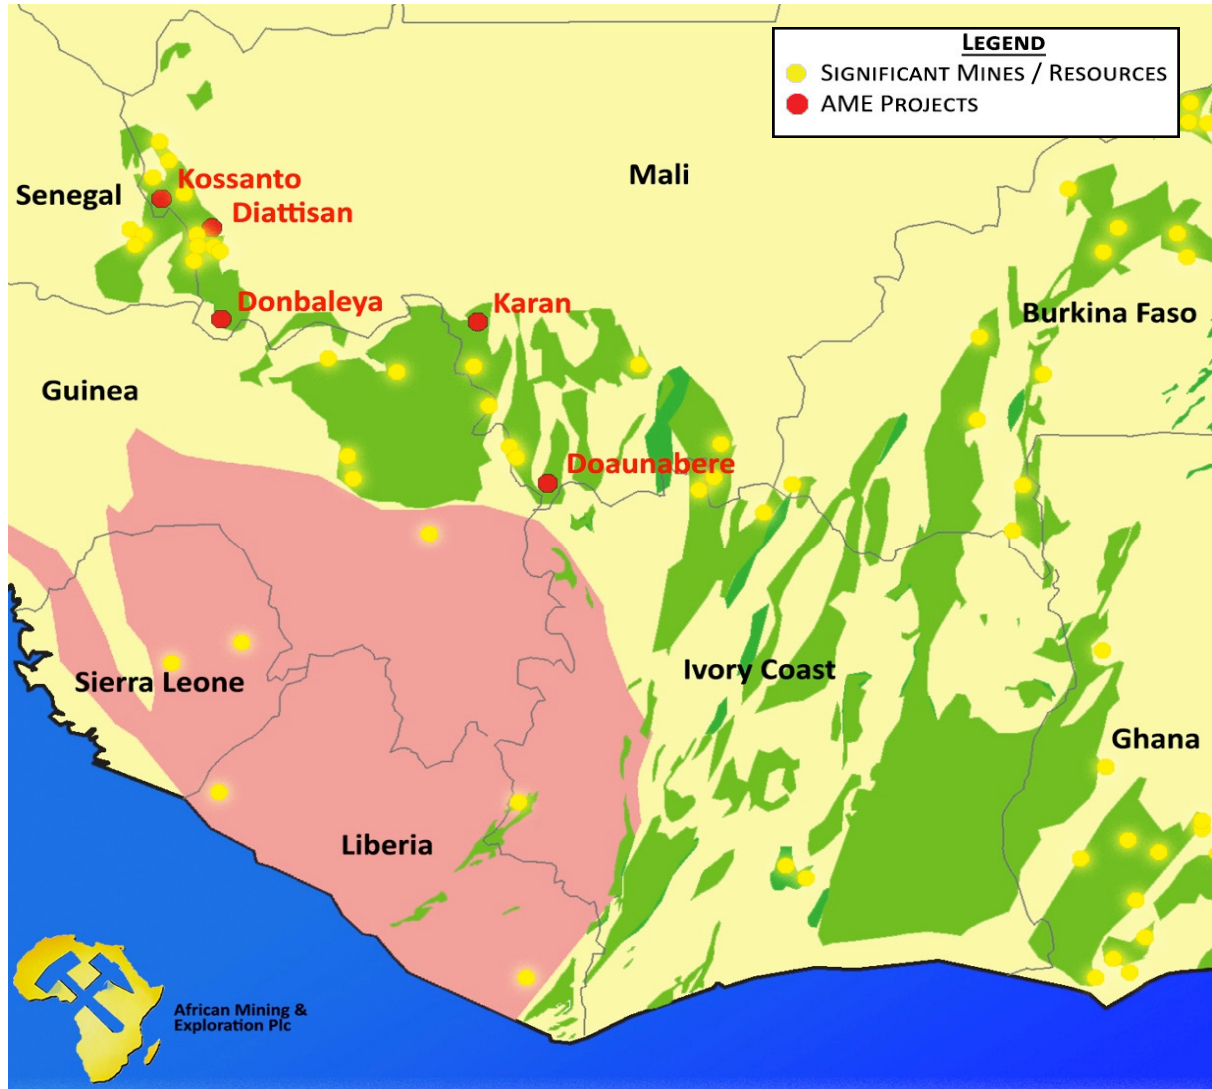 LEGEND
SIGNIFICANT MINES / RESOURCES
AME PROJECTS
Mali
Kossanto
Senegal
Diattisan
Donbaleya
Karan
Burkina Faso
Guinea
Doaunabere
Ivory Coast
Sierra Leone
Ghana
Liberia
African Mining &
Exploration Plc